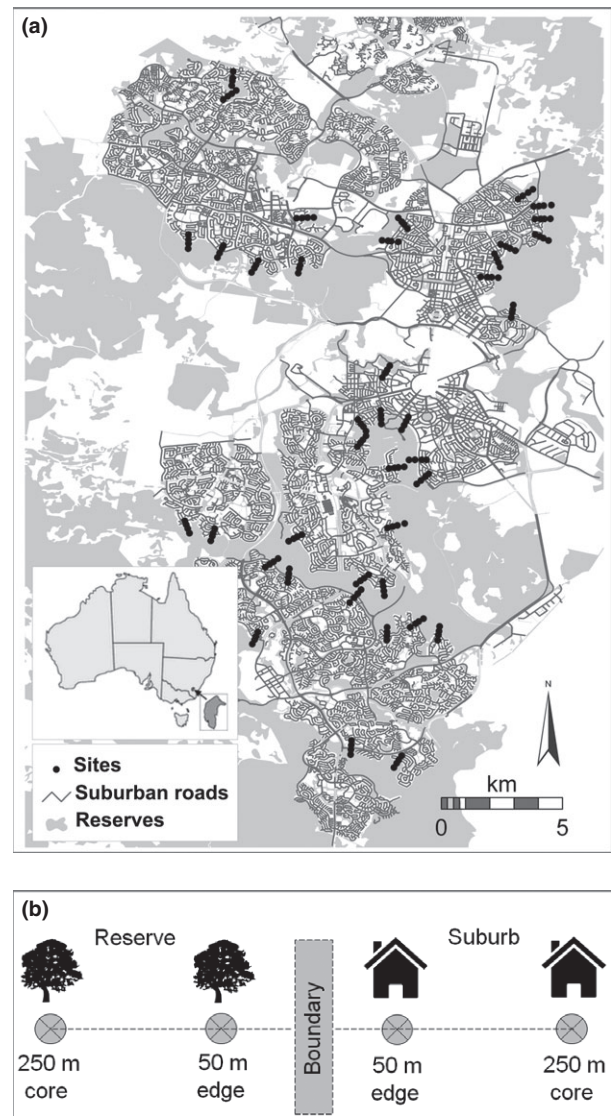 (a)
Sites
Suburban roads
Reserves
N
km
0 5
(b)
Reserve Suburb
Boundary
250 m 50 m 50 m 250 m
core edge edge core